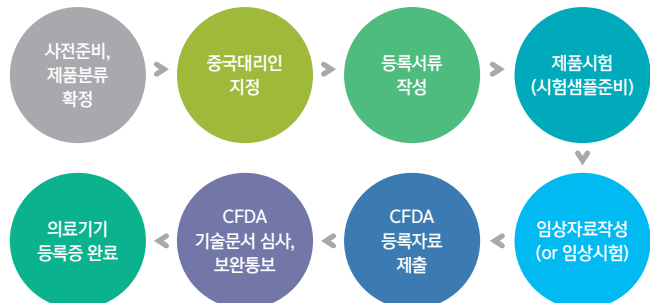 사전준비,
제품분류
확정
중국대리인
지정
등록서류
작성
제품시험
(시험샘플준비)
임상자료작성
(or 임상시험)
CFDA
등록자료
제출
CFDA
기술문서 심사,
보완통보
의료기기
등록증 완료